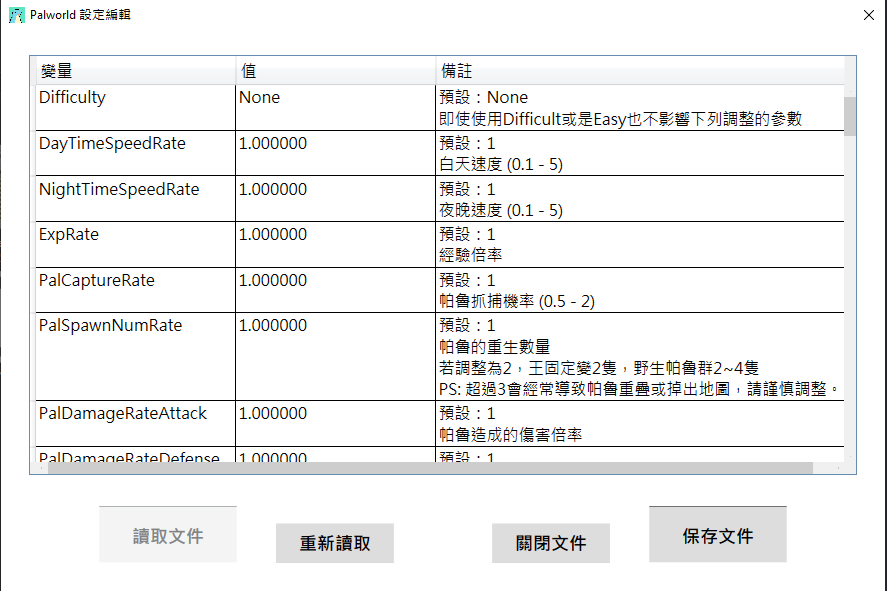 Palworld 設定編輯
變量 值 備註
Difficulty None 預設：None
即使使用Difficult或是Easy也不影響下列調整的參數
DayTimeSpeedRate 1.000000 預設：1
白天速度 (0.1 - 5)
NightTimeSpeedRate 1.000000 預設：1
夜晚速度 (0.1 - 5)
ExpRate 1.000000 預設：1
經驗倍率
PalCaptureRate 1.000000 預設：1
帕魯抓捕機率 (0.5 - 2)
PalSpawnNumRate 1.000000 預設：1
帕魯的重生數量
若調整為2，王固定變2隻，野生帕魯群2~4隻
PS: 超過3會經常導致帕魯重疊或掉出地圖，請謹慎調整。
PalDamageRateAttack 1.000000 預設：1
帕魯造成的傷害倍率
PalDamageRateDefense 1.000000 預設：1
讀取文件 重新讀取 關閉文件 保存文件